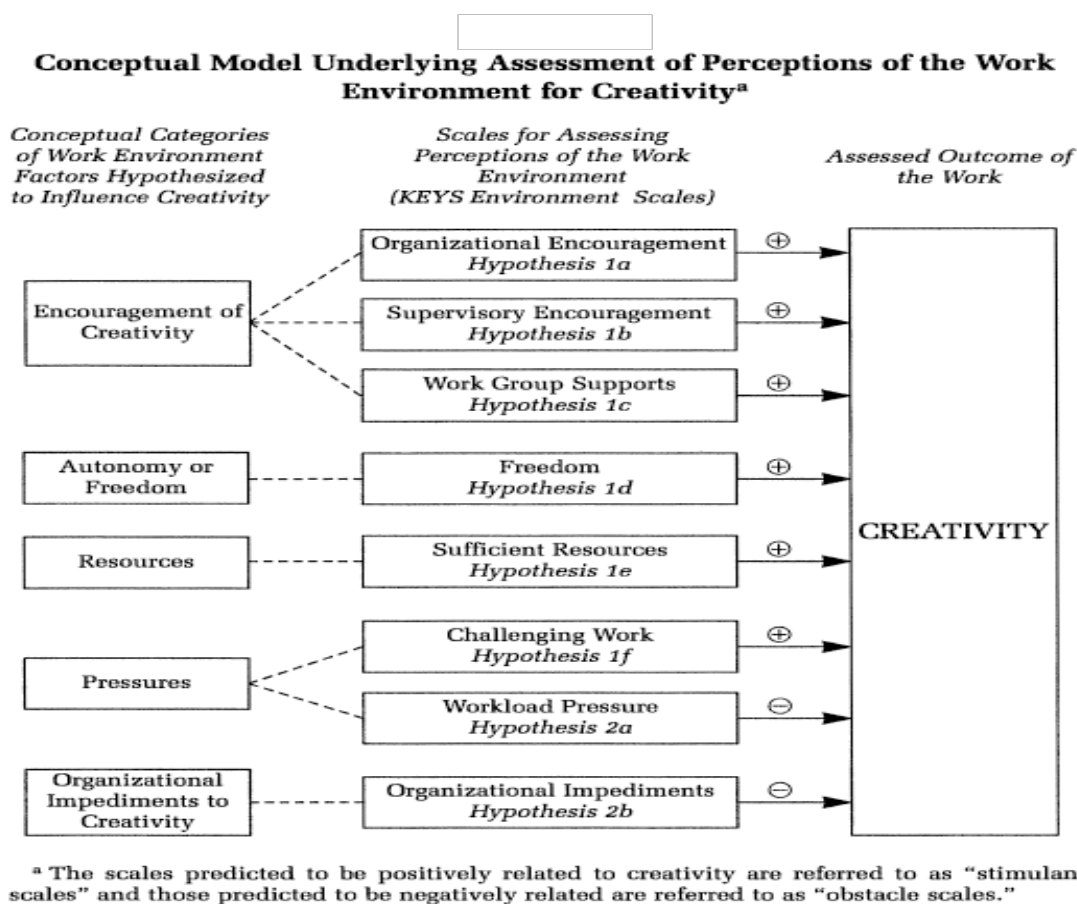 Conceptual Model Underlying Assessment of Perceptions of the Work
Environment for Creativityᵃ
Conceptual Categories
of Work Environment
Factors Hypothesized
to Influence Creativity
Scales for Assessing
Perceptions of the Work
Environment
(KEYS Environment Scales)
Assessed Outcome of
the Work
Encouragement of
Creativity
Organizational Encouragement
Hypothesis 1a
⊕
Supervisory Encouragement
Hypothesis 1b
⊕
Work Group Supports
Hypothesis 1c
⊕
Autonomy or
Freedom
Freedom
Hypothesis 1d
⊕
Resources
Sufficient Resources
Hypothesis 1e
⊕
Pressures
Challenging Work
Hypothesis 1f
⊕
Workload Pressure
Hypothesis 2a
⊖
Organizational
Impediments to
Creativity
Organizational Impediments
Hypothesis 2b
⊖
CREATIVITY
ᵃ The scales predicted to be positively related to creativity are referred to as “stimulan
scales” and those predicted to be negatively related are referred to as “obstacle scales.”